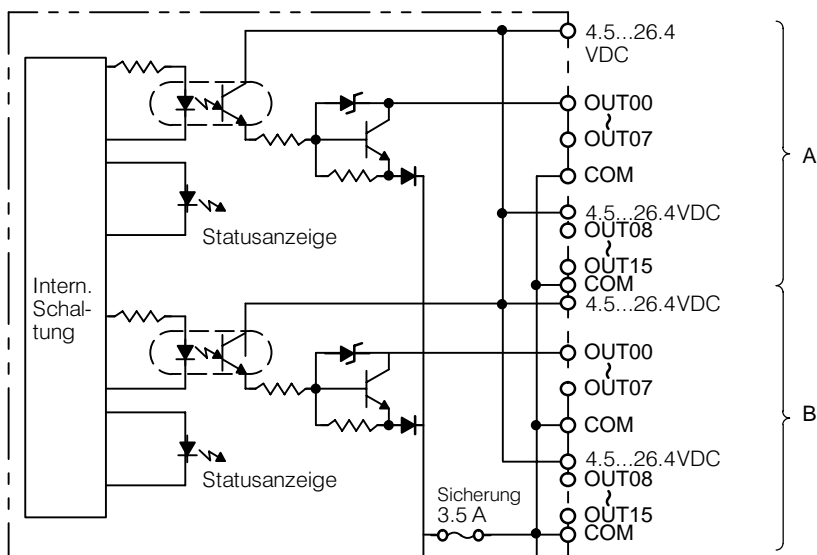 4.5...26.4
VDC
OUT00
~
OUT07
COM
A
4.5...26.4VDC
OUT08
~
OUT15
COM
Statusanzeige
Intern.
Schal-
tung
4.5...26.4VDC
OUT00
~
OUT07
COM
B
4.5...26.4VDC
OUT08
~
OUT15
COM
Statusanzeige
Sicherung
3.5 A